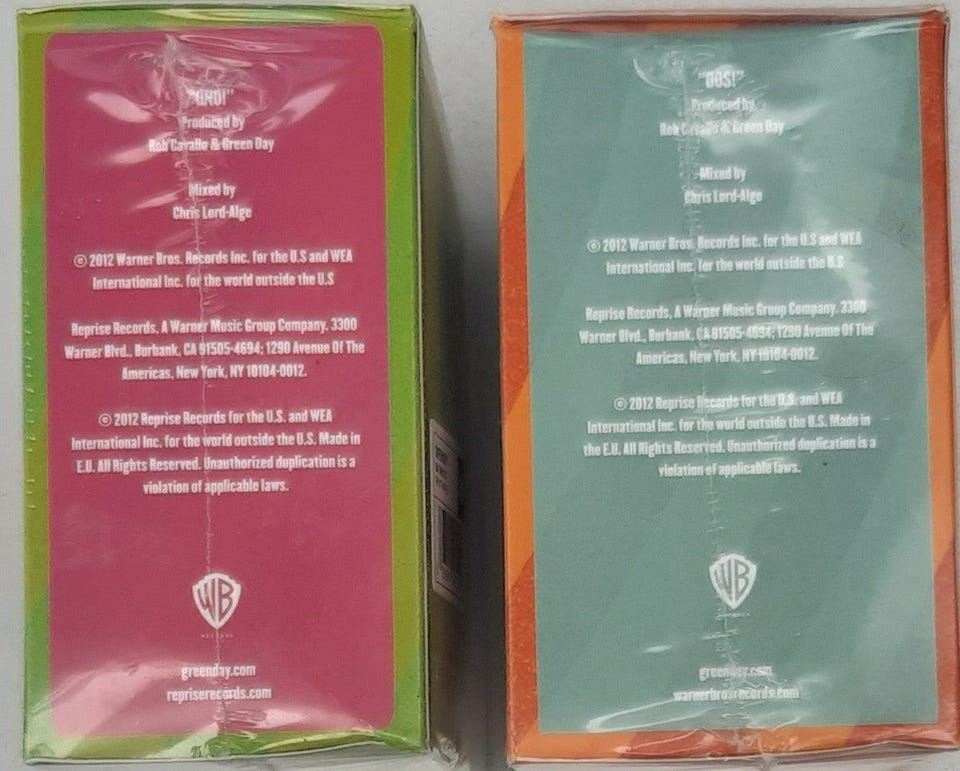 "UNO!"
Produced by
Rob Cavallo & Green Day
Mixed by
Chris Lord-Alge
© 2012 Warner Bros. Records Inc. for the U.S and WEA
International Inc. for the world outside the U.S
Reprise Records, A Warner Music Group Company. 3300
Warner Blvd., Burbank, CA 91505-4694; 1290 Avenue Of The
Americas, New York, NY 10104-0012.
© 2012 Reprise Records for the U.S. and WEA
International Inc. for the world outside the U.S. Made in
E.U. All Rights Reserved. Unauthorized duplication is a
violation of applicable laws.
WB
greenday.com
repriserecords.com
"DOS!"
Produced by
Rob Cavallo & Green Day
Mixed by
Chris Lord-Alge
© 2012 Warner Bros. Records Inc. for the U.S and WEA
International Inc. for the world outside the U.S
Reprise Records, A Warner Music Group Company. 3300
Warner Blvd., Burbank, CA 91505-4694; 1290 Avenue Of The
Americas, New York, NY 10104-0012.
© 2012 Reprise Records for the U.S. and WEA
International Inc. for the world outside the U.S. Made in
the E.U. All Rights Reserved. Unauthorized duplication is a
violation of applicable laws.
WB
greenday.com
warnerbrosrecords.com